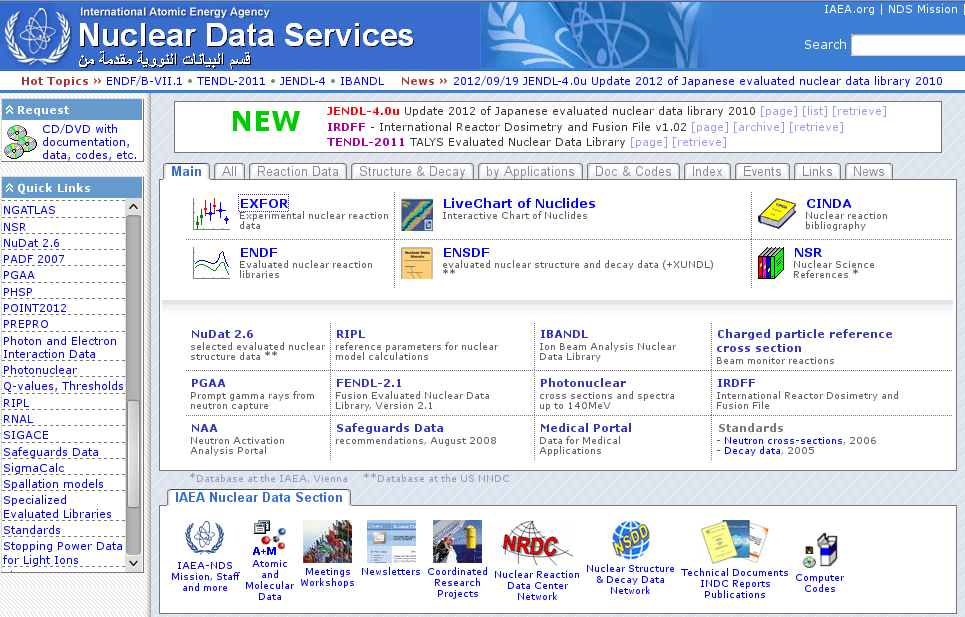 International Atomic Energy Agency
Nuclear Data Services
قسم البيانات النووية مقدمة من
IAEA.org | NDS Mission |
Search
Hot Topics » ENDF/B-VII.1 • TENDL-2011 • JENDL-4 • IBANDL News » 2012/09/19 JENDL-4.0u Update 2012 of Japanese evaluated nuclear data library 2010
Request
CD/DVD with
documentation,
data, codes, etc.
Quick Links
NGATLAS
NSR
NuDat 2.6
PADF 2007
PGAA
PHSP
POINT2012
PREPRO
Photon and Electron
Interaction Data
Photonuclear
Q-values, Thresholds
RIPL
RNAL
SIGACE
Safeguards Data
SigmaCalc
Spallation models
Specialized
Evaluated Libraries
Standards
Stopping Power Data
for Light Ions
NEW
JENDL-4.0u Update 2012 of Japanese evaluated nuclear data library 2010 [page] [list] [retrieve]
IRDFF - International Reactor Dosimetry and Fusion File v1.02 [page] [archive] [retrieve]
TENDL-2011 TALYS Evaluated Nuclear Data Library [page] [retrieve]
Main All Reaction Data Structure & Decay by Applications Doc & Codes Index Events Links News
EXFOR
Experimental nuclear reaction
data
LiveChart of Nuclides
Interactive Chart of Nuclides
CINDA
Nuclear reaction
bibliography
ENDF
Evaluated nuclear reaction
libraries
Nuclear Data
Sheets
ENSDF
evaluated nuclear structure and decay data (+XUNDL)
**
NSR
Nuclear Science
References *
NuDat 2.6
selected evaluated nuclear
structure data **
RIPL
reference parameters for nuclear
model calculations
IBANDL
Ion Beam Analysis Nuclear
Data Library
Charged particle reference
cross section
Beam monitor reactions
PGAA
Prompt gamma rays from
neutron capture
FENDL-2.1
Fusion Evaluated Nuclear Data
Library, Version 2.1
Photonuclear
cross sections and spectra
up to 140MeV
IRDFF
International Reactor Dosimetry and
Fusion File
NAA
Neutron Activation
Analysis Portal
Safeguards Data
recommendations, August 2008
Medical Portal
Data for Medical
Applications
Standards
- Neutron cross-sections, 2006
- Decay data, 2005
*Database at the IAEA, Vienna **Database at the US NNDC
IAEA Nuclear Data Section
IAEA-NDS
Mission, Staff
and more
A+M
Atomic
and
Molecular
Data
Meetings
Workshops
Newsletters
Coordinated
Research
Projects
NRDC
Nuclear Reaction
Data Center
Network
NSDD
Nuclear Structure
& Decay Data
Network
Technical Documents
INDC Reports
Publications
Computer
Codes